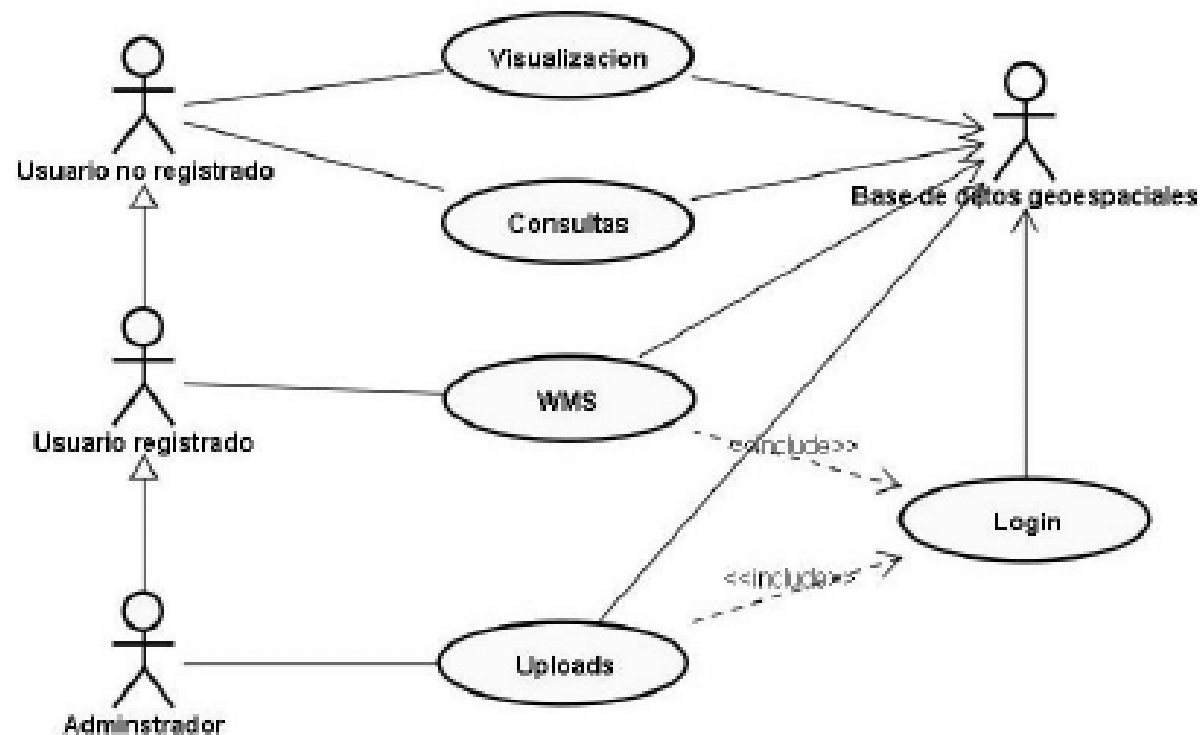 Visualizacion
Usuario no registrado
Base de datos geoespaciales
Consultas
WMS
Usuario registrado
<<include>>
Login
<<include>>
Uploads
Adminstrador